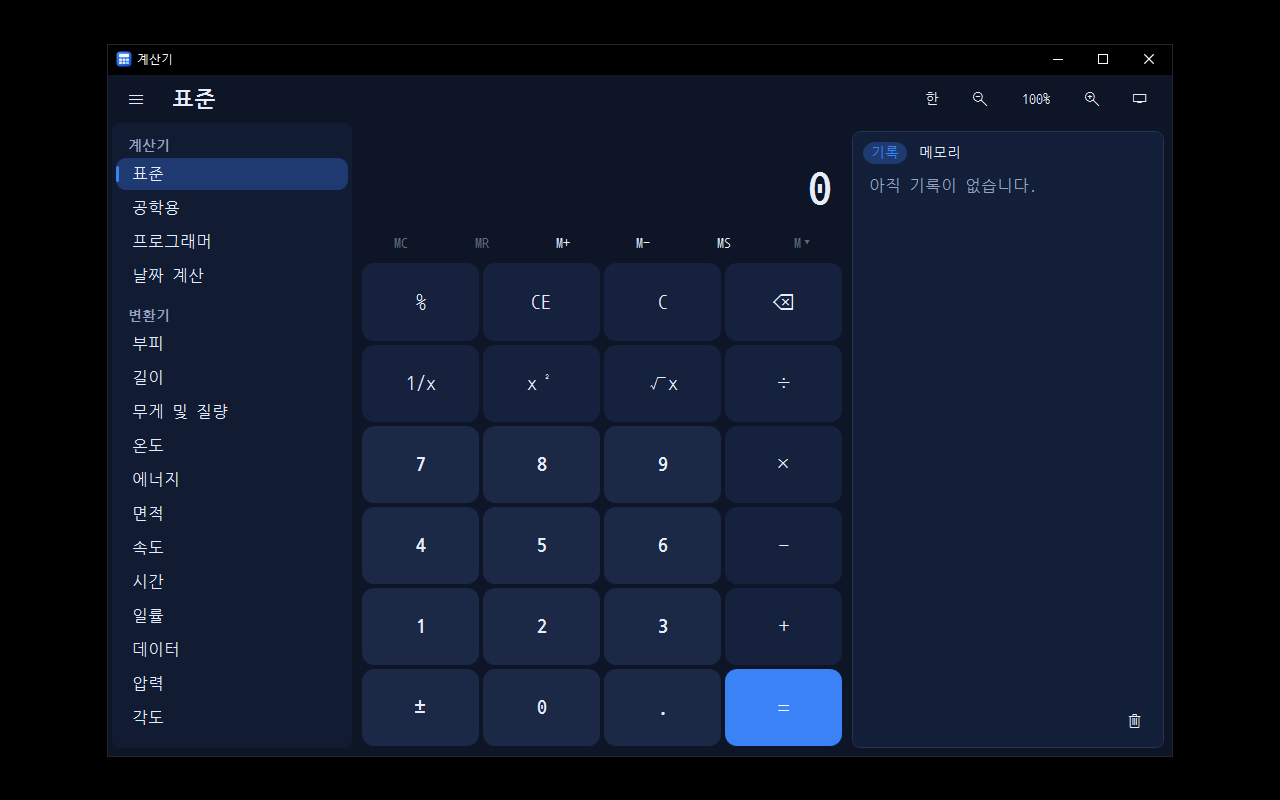 계산기
표준
한
100%
계산기
표준
공학용
프로그래머
날짜 계산
변환기
부피
길이
무게 및 질량
온도
에너지
면적
속도
시간
일률
데이터
압력
각도
0
MC MR M+ M- MS M▾
% CE C
1/x x² √x ÷
7 8 9 ×
4 5 6 −
1 2 3 +
± 0 . =
기록 메모리
아직 기록이 없습니다.